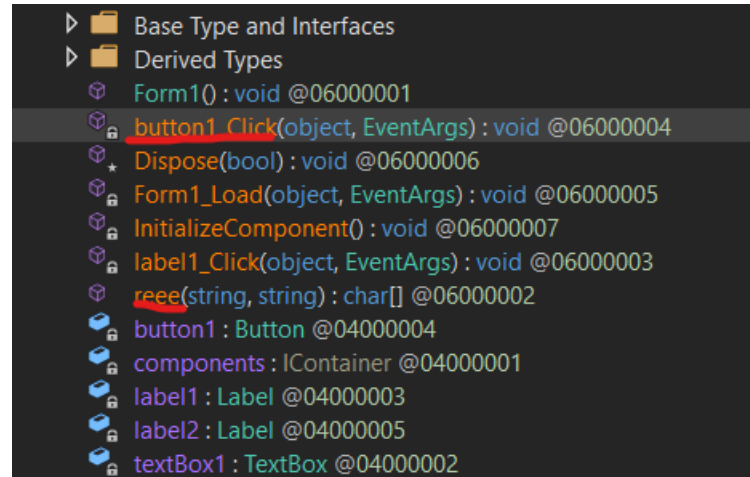 Base Type and Interfaces
Derived Types
Form1() : void @06000001
button1_Click(object, EventArgs) : void @06000004
Dispose(bool) : void @06000006
Form1_Load(object, EventArgs) : void @06000005
InitializeComponent() : void @06000007
label1_Click(object, EventArgs) : void @06000003
reee(string, string) : char[] @06000002
button1 : Button @04000004
components : IContainer @04000001
label1 : Label @04000003
label2 : Label @04000005
textBox1 : TextBox @04000002